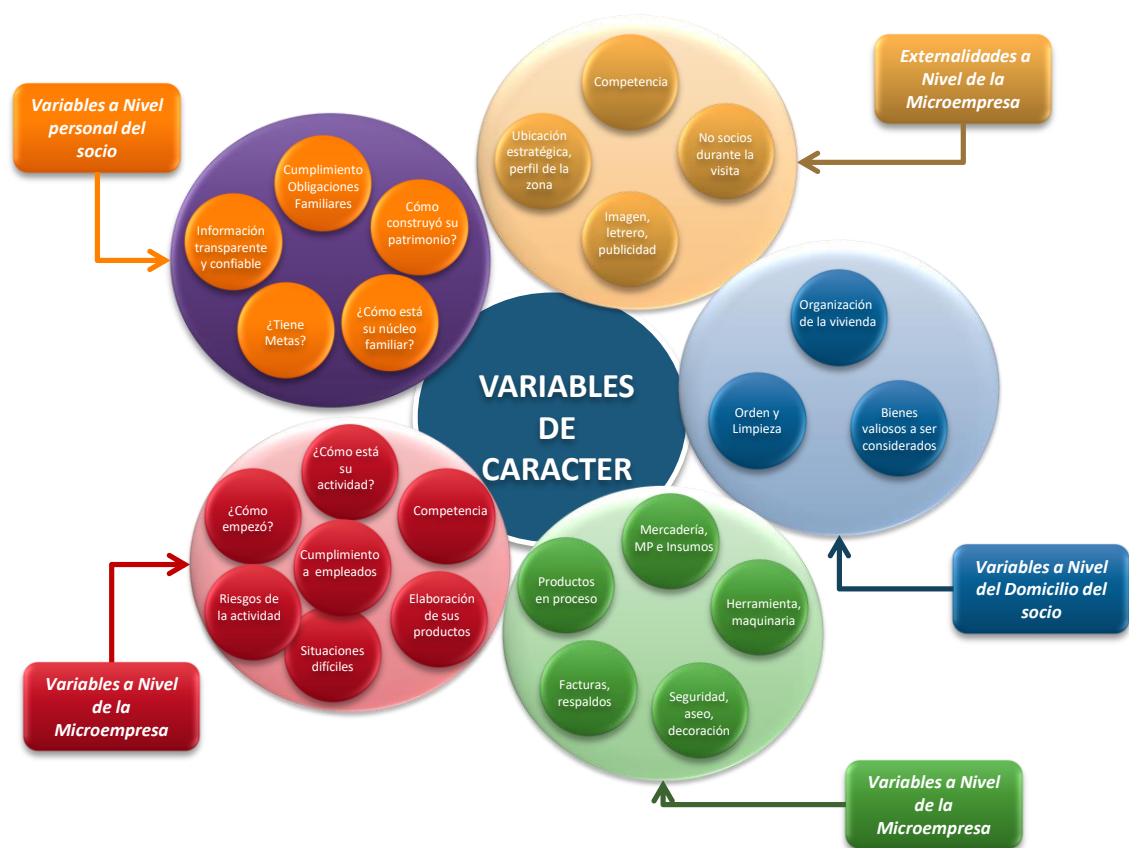 Variables a Nivel
personal del
socio
Externalidades a
Nivel de la
Microempresa
Cumplimiento
Obligaciones
Familiares
Cómo
construyó su
patrimonio?
Información
transparente
y confiable
¿Tiene
Metas?
¿Cómo está
su núcleo
familiar?
Competencia
Ubicación
estratégica,
perfil de la
zona
No socios
durante la
visita
Imagen,
letrero,
publicidad
Organización
de la vivienda
Orden y
Limpieza
Bienes
valiosos a ser
considerados
VARIABLES
DE
CARACTER
¿Cómo está
su
actividad?
¿Cómo
empezó?
Competencia
Cumplimiento
a empleados
Riesgos de
la actividad
Elaboración
de sus
productos
Situaciones
difíciles
Mercadería,
MP e Insumos
Productos
en proceso
Herramienta,
maquinaria
Facturas,
respaldos
Seguridad,
aseo,
decoración
Variables a Nivel
del Domicilio del
socio
Variables a Nivel
de la
Microempresa
Variables a Nivel
de la
Microempresa